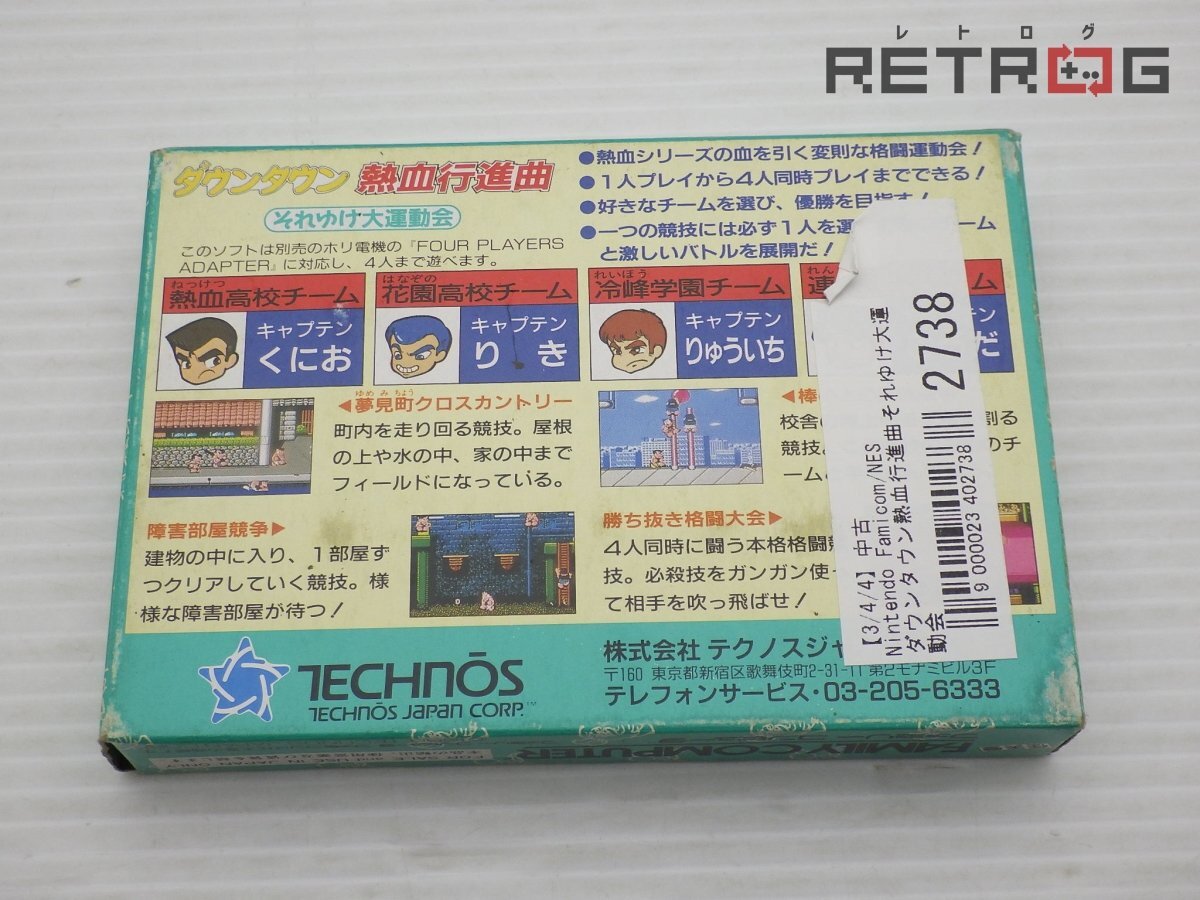 レトログ
RETROG
ダウンタウン 熱血行進曲
それゆけ大運動会
このソフトは別売のホリ電機の『FOUR PLAYERS
ADAPTER』に対応し、4人まで遊べます。
●熱血シリーズの血を引く変則な格闘運動会!
●1人プレイから4人同時プレイまでできる!
●好きなチームを選び、優勝を目指す!
●一つの競技には必ず1人を選 ーム
と激しいバトルを展開だ!
ねっけつ
熱血高校チーム
キャプテン
くにお
はなぞの
花園高校チーム
キャプテン
りき
れいほう
冷峰学園チーム
キャプテン
りゅういち
れん
連 ム
だ
ゆめみちょう
◀夢見町クロスカントリー
町内を走り回る競技。屋根
の上や水の中、家の中まで
フィールドになっている。
◀棒
校舎 割る
競技。 のチ
ーム
障害部屋競争▶
建物の中に入り、1部屋ず
つクリアしていく競技。様
様な障害部屋が待つ!
勝ち抜き格闘大会▶
4人同時に闘う本格格闘競
技。必殺技をガンガン使っ
て相手を吹っ飛ばせ!
TECHNŌS
TECHNŌS JAPAN CORP.™
株式会社 テクノスジャ
〒160 東京都新宿区歌舞伎町2-31-11 第2モナミビル3F
テレフォンサービス・03-205-6333
【3/4/4】 中古
Nintendo Famicom/NES
ダウンタウン熱血行進曲それゆけ大運
動会
2738
9 000023 402738
FAMILY COMPUTER